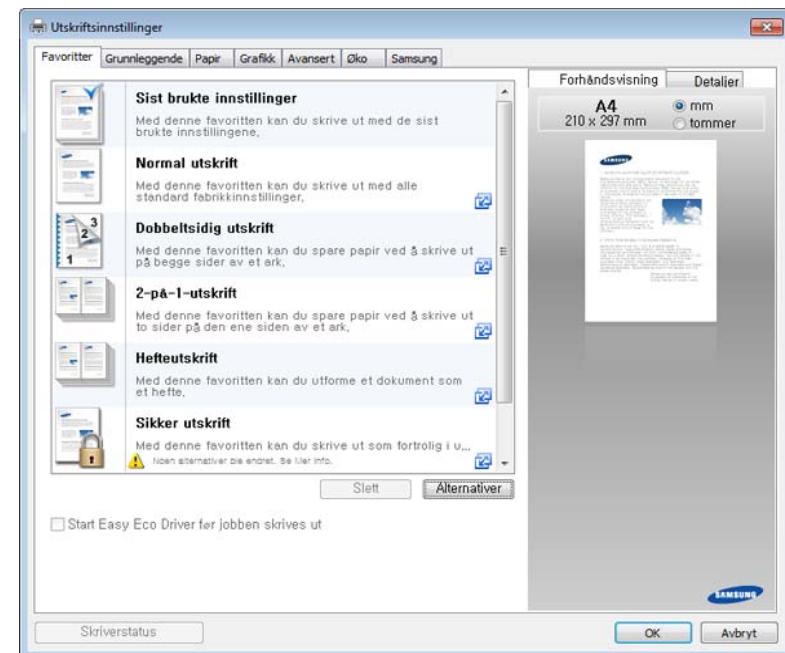 Utskriftsinnstillinger
Favoritter Grunnleggende Papir Grafikk Avansert Øko Samsung
Sist brukte innstillinger
Med denne favoritten kan du skrive ut med de sist
brukte innstillingene,
Normal utskrift
Med denne favoritten kan du skrive ut med alle
standard fabrikkinnstillinger,
Dobbeltsidig utskrift
Med denne favoritten kan du spare papir ved å skrive ut
på begge sider av et ark,
2-på-1-utskrift
Med denne favoritten kan du spare papir ved å skrive ut
to sider på den ene siden av et ark,
Hefteutskrift
Med denne favoritten kan du utforme et dokument som
et hefte,
Sikker utskrift
Med denne favoritten kan du skrive ut som fortrolig i u...
Noen alternativer ble endret. Se Mer info.
Slett Alternativer
Start Easy Eco Driver før jobben skrives ut
Forhåndsvisning Detaljer
A4 mm
210 x 297 mm tommer
SAMSUNG
SAMSUNG
Skriverstatus OK Avbryt